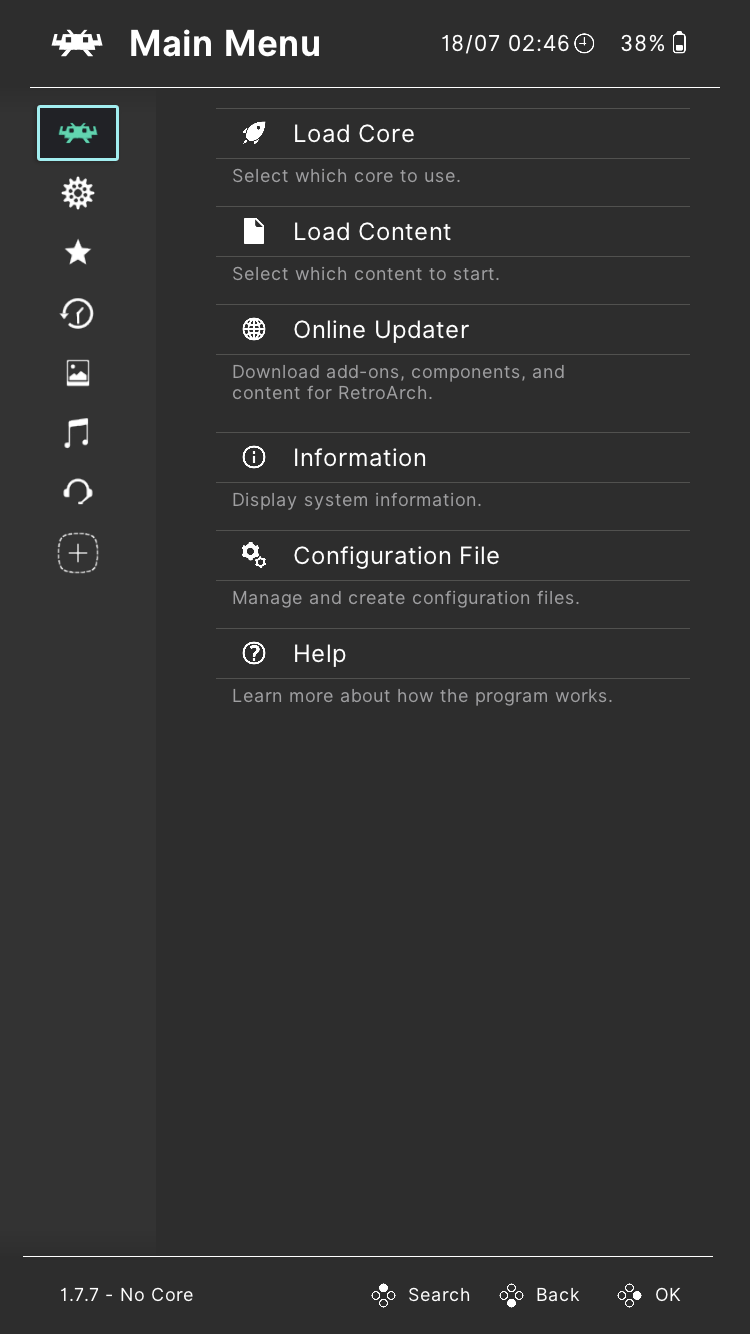 Main Menu
18/07 02:46
38%
Load Core
Select which core to use.
Load Content
Select which content to start.
Online Updater
Download add-ons, components, and
content for RetroArch.
Information
Display system information.
Configuration File
Manage and create configuration files.
Help
Learn more about how the program works.
1.7.7 - No Core
Search
Back
OK